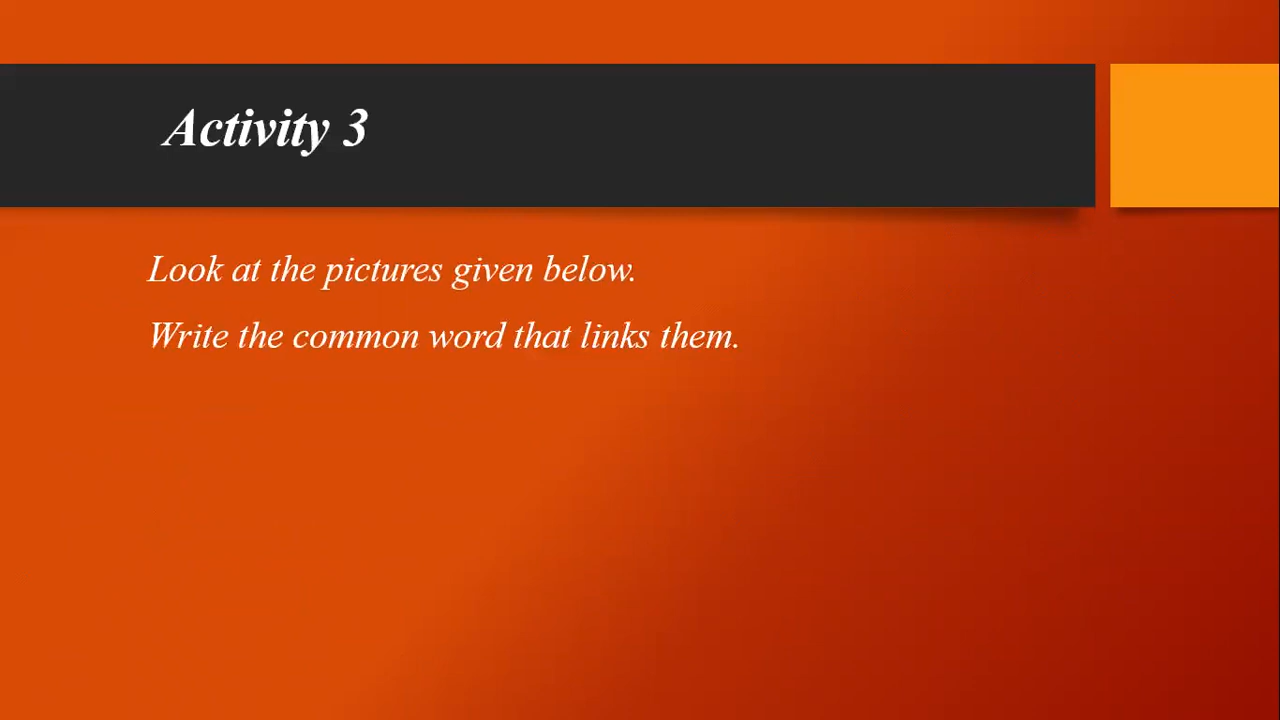 Activity 3
Look at the pictures given below.
Write the common word that links them.